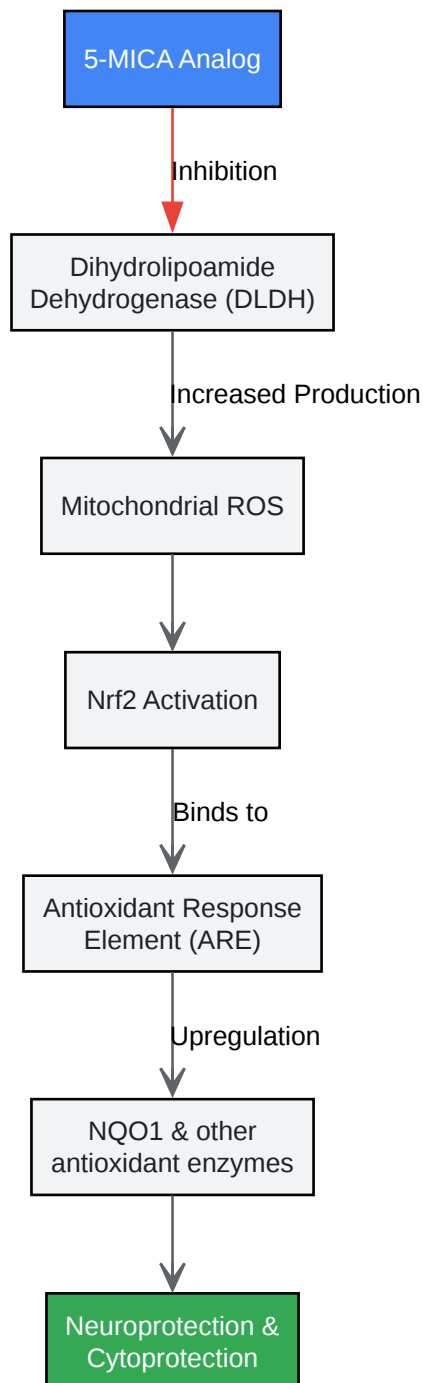 5-MICA Analog
Inhibition
Dihydrolipoamide
Dehydrogenase (DLDH)
Increased Production
Mitochondrial ROS
Nrf2 Activation
Binds to
Antioxidant Response
Element (ARE)
Upregulation
NQO1 & other
antioxidant enzymes
Neuroprotection &
Cytoprotection